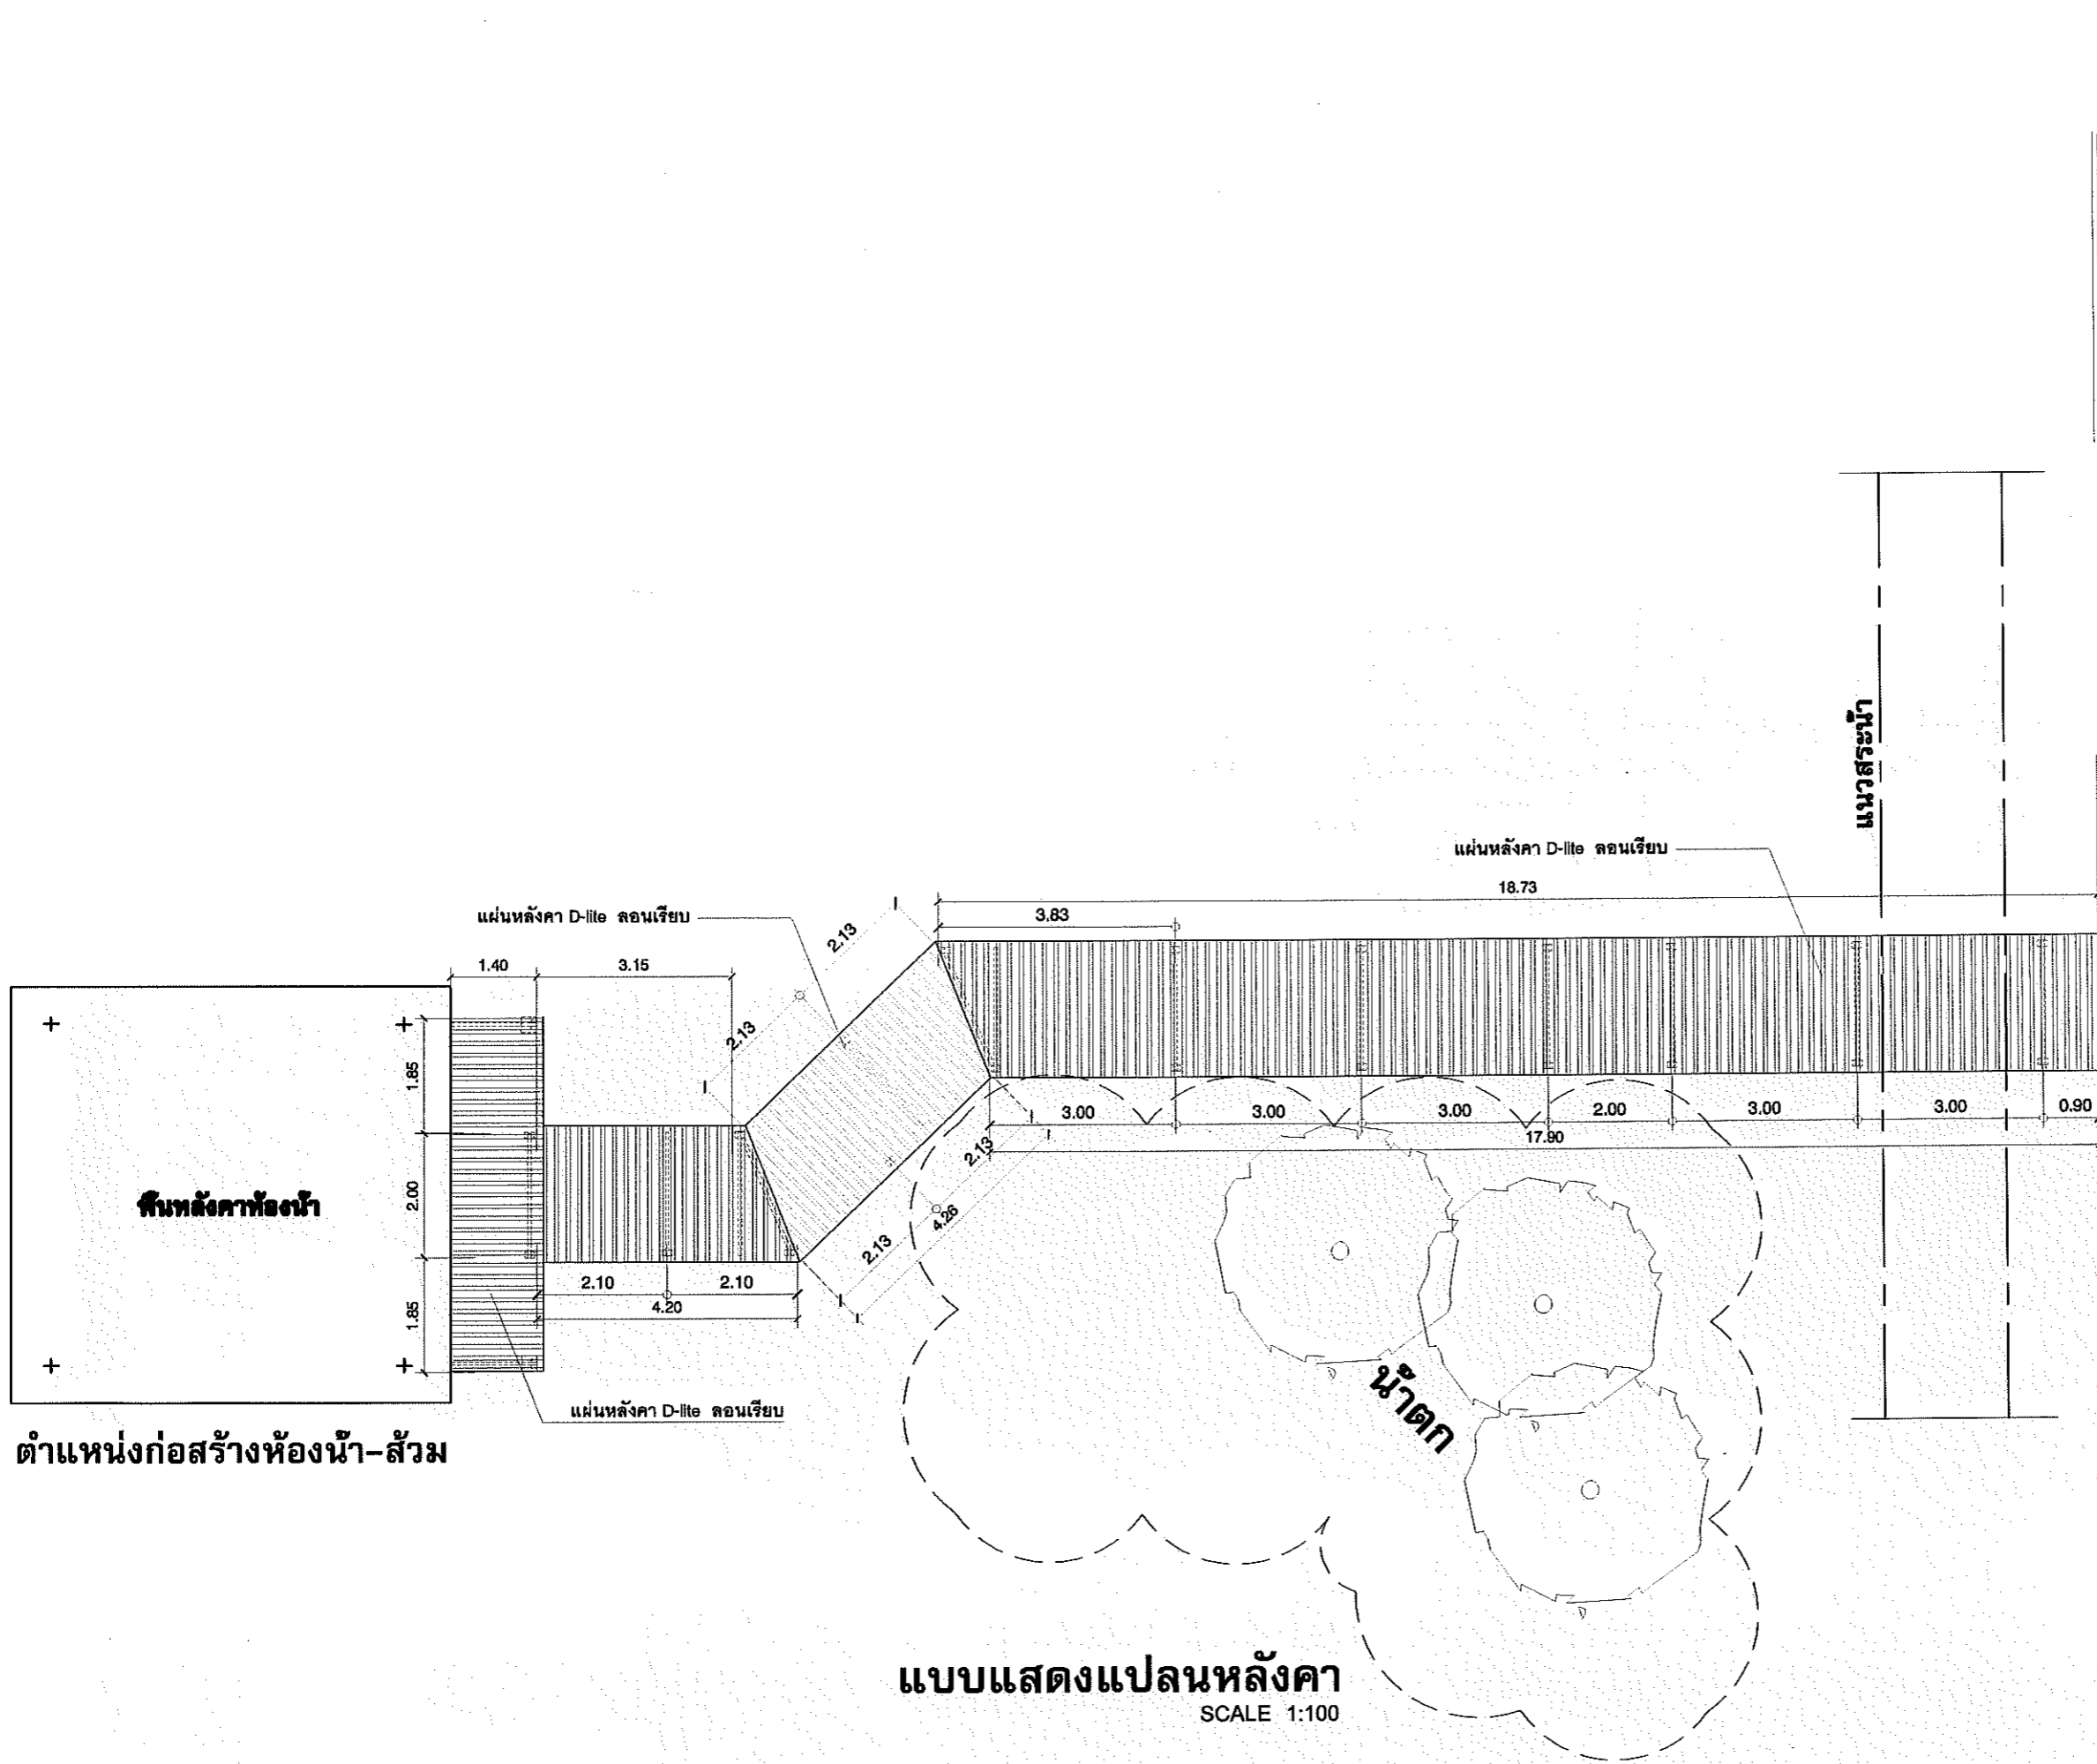 แนวสระน้ำ
แผ่นหลังคา D-lite ลอนเรียบ
18.73
3.83
แผ่นหลังคา D-lite ลอนเรียบ
2.13
2.13
1.40
3.15
1.85
2.00
1.85
พื้นหลังคาห้องน้ำ
3.00
3.00
3.00
2.00
3.00
3.00
0.90
17.90
2.13
4.26
2.13
2.10
2.10
4.20
แผ่นหลังคา D-lite ลอนเรียบ
น้ำตก
ตำแหน่งก่อสร้างห้องน้ำ-ส้วม
แบบแสดงแปลนหลังคา
SCALE 1:100